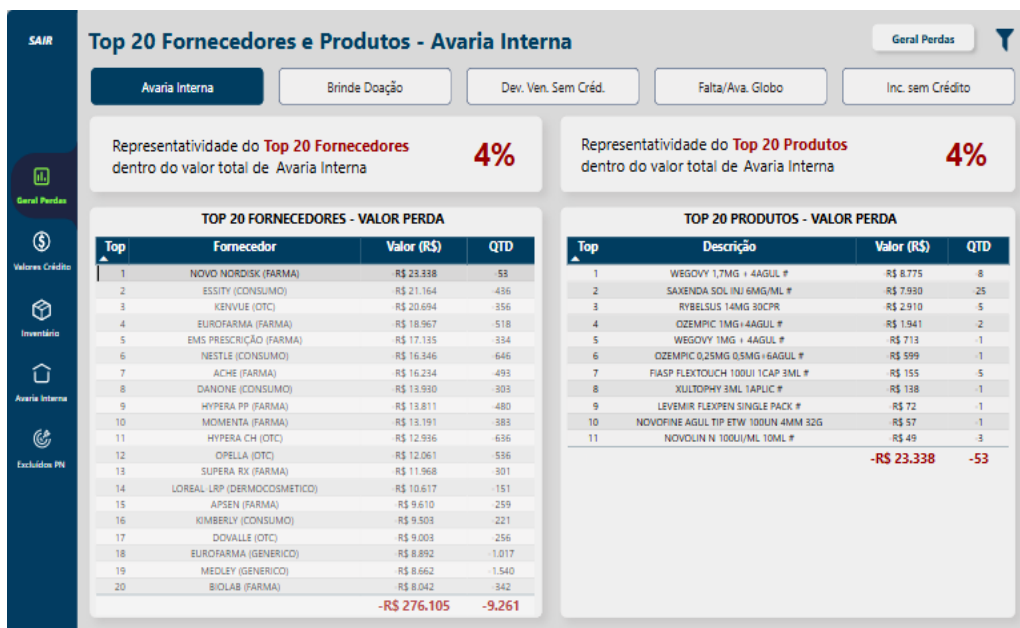 SAIR
Top 20 Fornecedores e Produtos - Avaria Interna
Geral Perdas
Avaria Interna
Brinde Doação
Dev. Ven. Sem Créd.
Falta/Ava. Globo
Inc. sem Crédito
Representatividade do Top 20 Fornecedores
dentro do valor total de Avaria Interna
4%
Representatividade do Top 20 Produtos
dentro do valor total de Avaria Interna
4%
Geral Perdas
Valores Crédito
Inventário
Avaria Interna
Excluídos PN
TOP 20 FORNECEDORES - VALOR PERDA
Top Fornecedor Valor (R$) QTD
1 NOVO NORDISK (FARMA) -R$ 23.338 -53
2 ESSITY (CONSUMO) -R$ 21.164 -436
3 KENVUE (OTC) -R$ 20.694 -356
4 EUROFARMA (FARMA) -R$ 18.967 -518
5 EMS PRESCRIÇÃO (FARMA) -R$ 17.135 -334
6 NESTLE (CONSUMO) -R$ 16.346 -646
7 ACHE (FARMA) -R$ 16.234 -493
8 DANONE (CONSUMO) -R$ 13.930 -303
9 HYPERA PP (FARMA) -R$ 13.811 -480
10 MOMENTA (FARMA) -R$ 13.191 -383
11 HYPERA CH (OTC) -R$ 12.936 -636
12 OPELLA (OTC) -R$ 12.061 -536
13 SUPERA RX (FARMA) -R$ 11.968 -301
14 LOREAL-LRP (DERMOCOSMETICO) -R$ 10.617 -151
15 APSEN (FARMA) -R$ 9.610 -259
16 KIMBERLY (CONSUMO) -R$ 9.503 -221
17 DOVALLE (OTC) -R$ 9.003 -256
18 EUROFARMA (GENERICO) -R$ 8.892 -1.017
19 MEDLEY (GENERICO) -R$ 8.662 -1.540
20 BIOLAB (FARMA) -R$ 8.042 -342
-R$ 276.105 -9.261
TOP 20 PRODUTOS - VALOR PERDA
Top Descrição Valor (R$) QTD
1 WEGOVY 1,7MG + 4AGUL # -R$ 8.775 -8
2 SAXENDA SOL INJ 6MG/ML # -R$ 7.930 -25
3 RYBELSUS 14MG 30CPR -R$ 2.910 -5
4 OZEMPIC 1MG+4AGUL # -R$ 1.941 -2
5 WEGOVY 1MG + 4AGUL # -R$ 713 -1
6 OZEMPIC 0,25MG 0,5MG+6AGUL # -R$ 599 -1
7 FIASP FLEXTOUCH 100UI 1CAP 3ML # -R$ 155 -5
8 XULTOPHY 3ML 1APLIC # -R$ 138 -1
9 LEVEMIR FLEXPEN SINGLE PACK # -R$ 72 -1
10 NOVOFINE AGUL TIP ETW 100UN 4MM 32G -R$ 57 -1
11 NOVOLIN N 100UI/ML 10ML # -R$ 49 -3
-R$ 23.338 -53